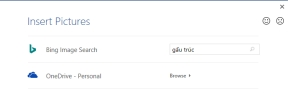 Insert Pictures
Bing Image Search gấu trúc
OneDrive - Personal Browse